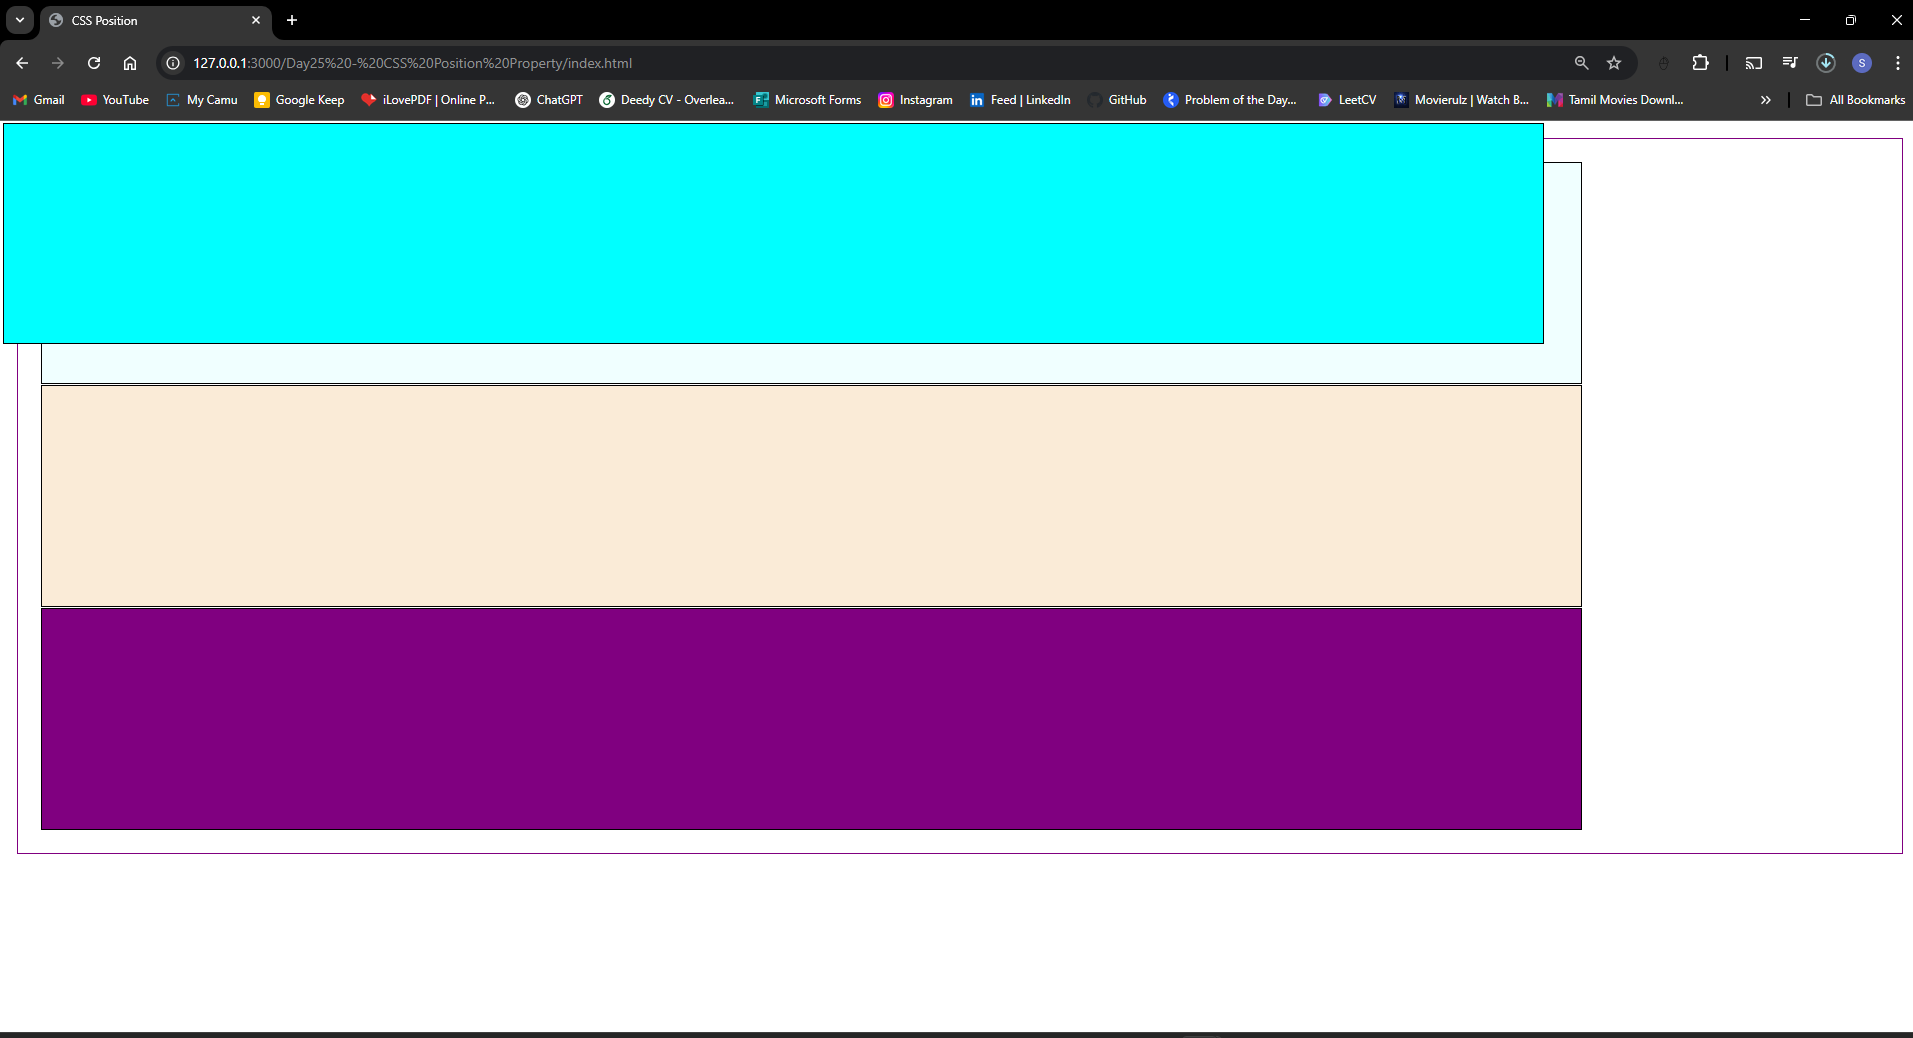 CSS Position
127.0.0.1:3000/Day25%20-%20CSS%20Position%20Property/index.html
S
Gmail YouTube My Camu Google Keep iLovePDF | Online P... ChatGPT Deedy CV - Overlea... Microsoft Forms Instagram Feed | LinkedIn GitHub Problem of the Day... LeetCV Movierulz | Watch B... Tamil Movies Downl... All Bookmarks